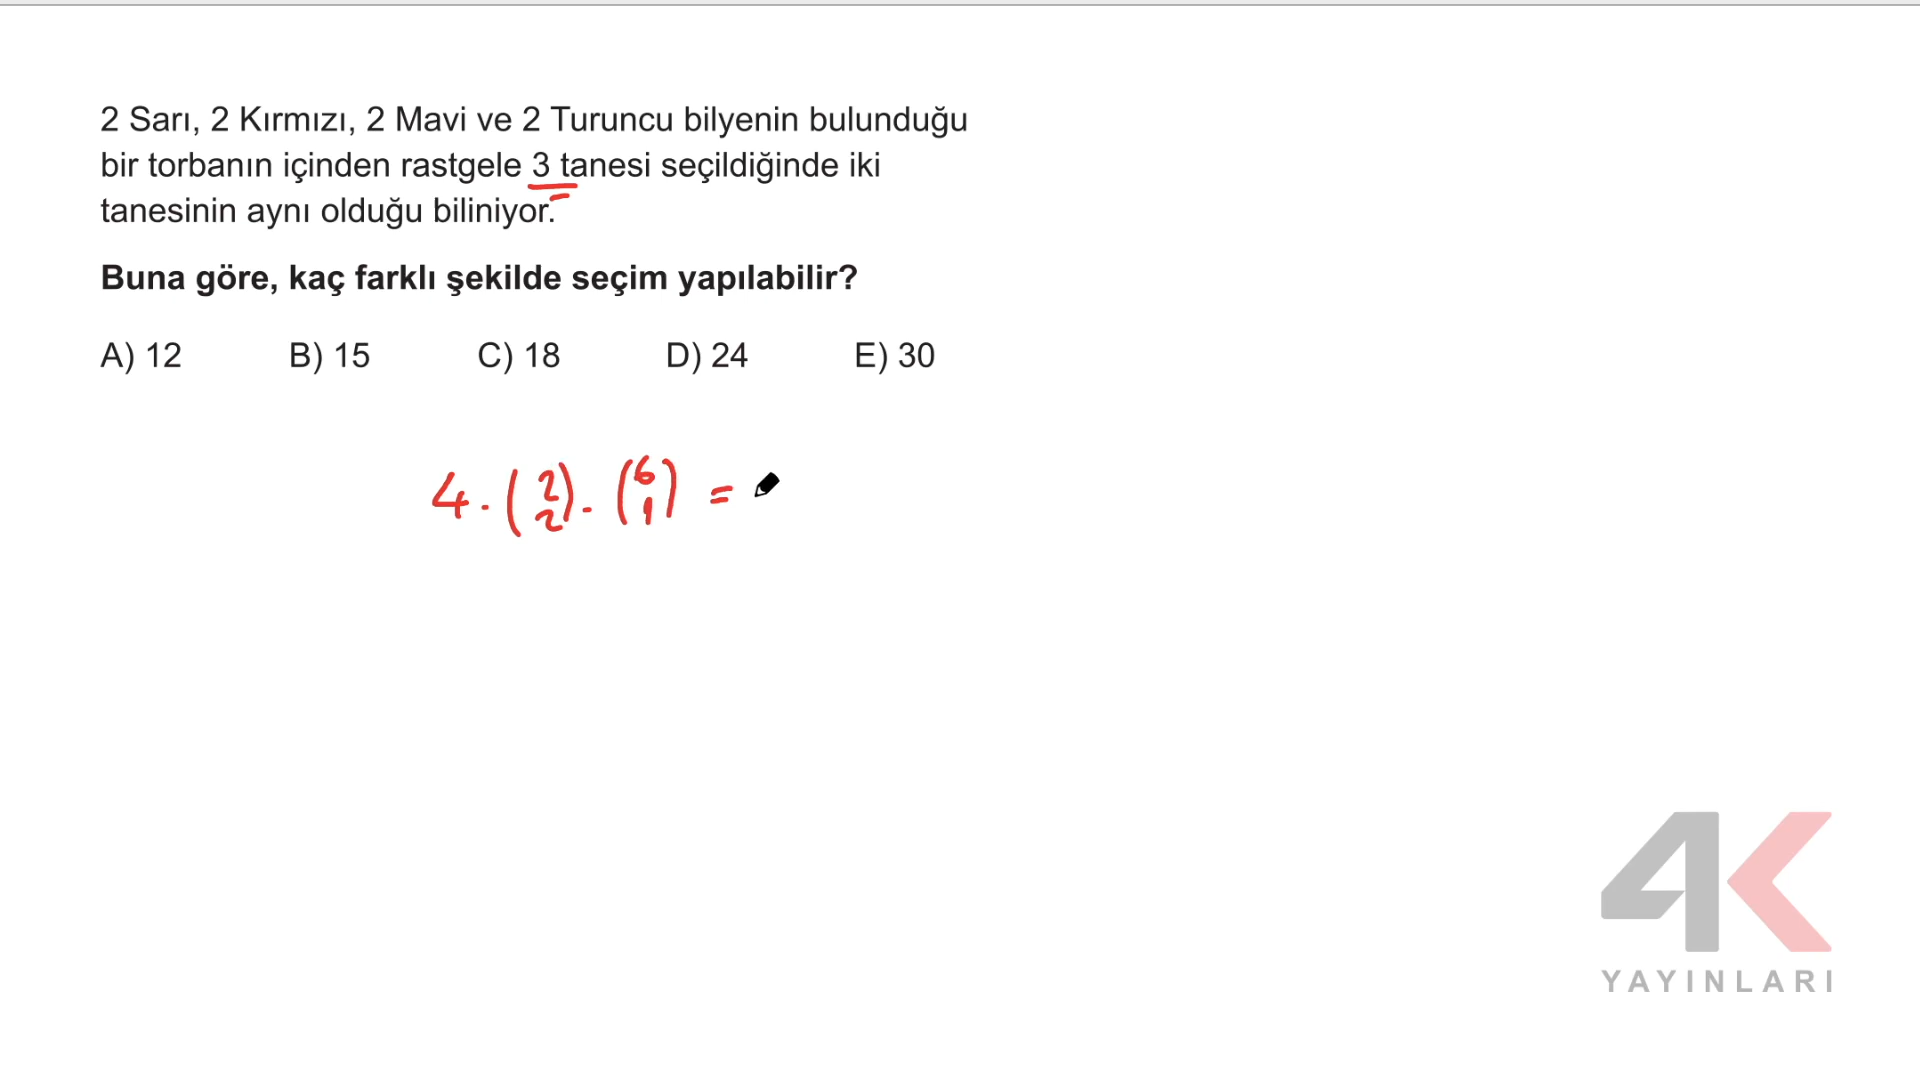 2 Sarı, 2 Kırmızı, 2 Mavi ve 2 Turuncu bilyenin bulunduğu
bir torbanın içinden rastgele 3 tanesi seçildiğinde iki
tanesinin aynı olduğu biliniyor.
Buna göre, kaç farklı şekilde seçim yapılabilir?
A) 12 B) 15 C) 18 D) 24 E) 30
4 . (2 2) . (6 1) =
4K
YAYINLARI